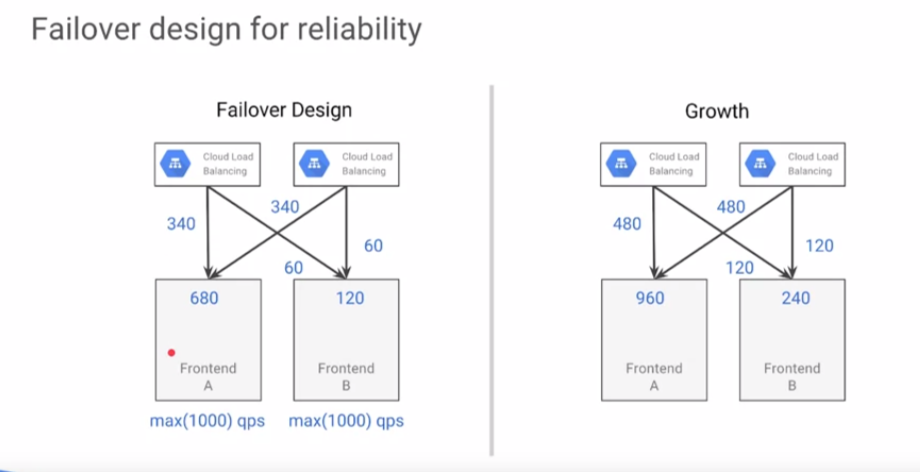 Failover design for reliability
Failover Design
Cloud Load
Balancing
Cloud Load
Balancing
340
340
60
60
680
120
Frontend
A
Frontend
B
max(1000) qps
max(1000) qps
Growth
Cloud Load
Balancing
Cloud Load
Balancing
480
480
120
120
960
240
Frontend
A
Frontend
B